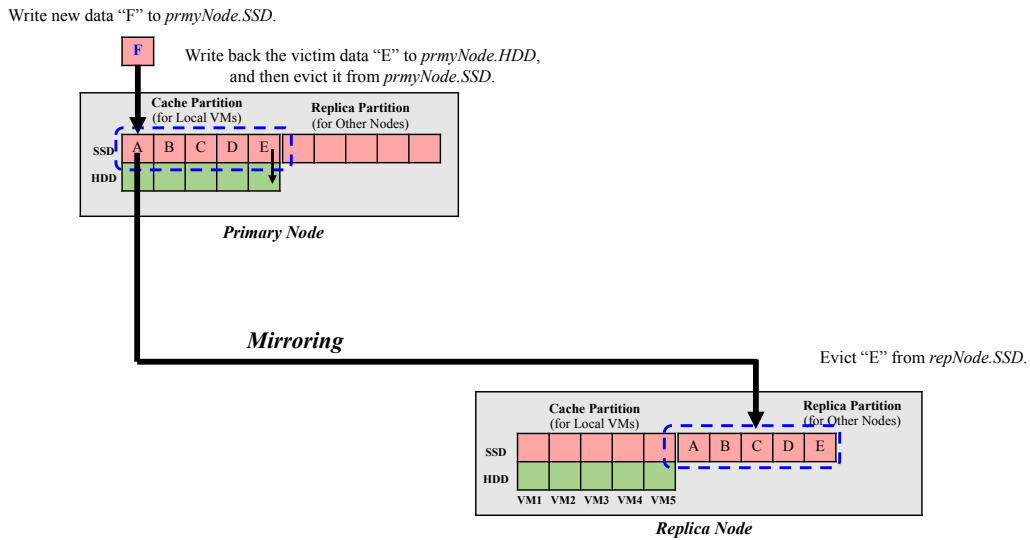 Write new data “F” to prmyNode.SSD.
F
Write back the victim data “E” to prmyNode.HDD,
and then evict it from prmyNode.SSD.
Cache Partition
(for Local VMs)
Replica Partition
(for Other Nodes)
SSD
A B C D E
HDD
Primary Node
Mirroring
Evict “E” from repNode.SSD.
Cache Partition
(for Local VMs)
Replica Partition
(for Other Nodes)
SSD
A B C D E
HDD
VM1 VM2 VM3 VM4 VM5
Replica Node